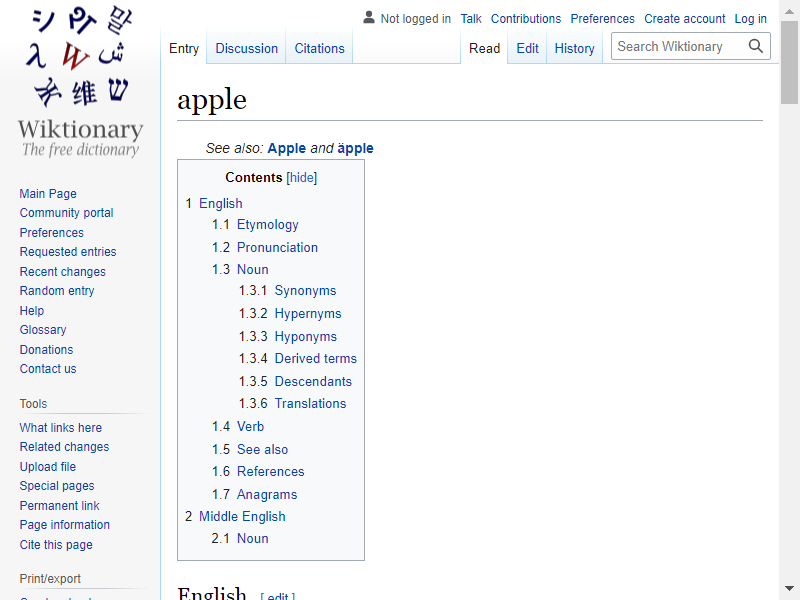 Not logged in Talk Contributions Preferences Create account Log in
Entry Discussion Citations Read Edit History Search Wiktionary
Wiktionary
The free dictionary
Main Page
Community portal
Preferences
Requested entries
Recent changes
Random entry
Help
Glossary
Donations
Contact us
Tools
What links here
Related changes
Upload file
Special pages
Permanent link
Page information
Cite this page
Print/export
apple
See also: Apple and äpple
Contents [hide]
1 English
1.1 Etymology
1.2 Pronunciation
1.3 Noun
1.3.1 Synonyms
1.3.2 Hypernyms
1.3.3 Hyponyms
1.3.4 Derived terms
1.3.5 Descendants
1.3.6 Translations
1.4 Verb
1.5 See also
1.6 References
1.7 Anagrams
2 Middle English
2.1 Noun
English [ edit ]